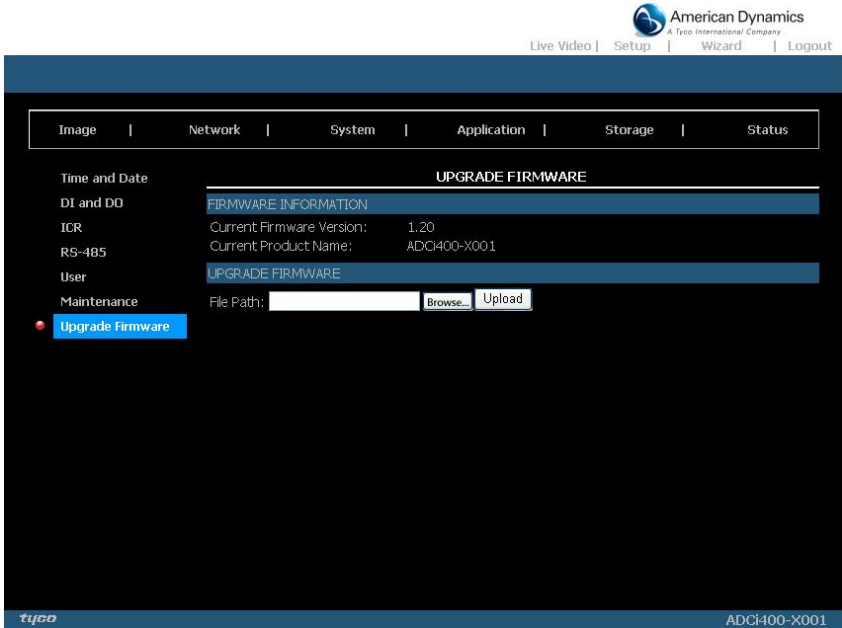 American Dynamics
A Tyco International Company
Live Video | Setup | Wizard | Logout
Image | Network | System | Application | Storage | Status
Time and Date
DI and DO
ICR
RS-485
User
Maintenance
Upgrade Firmware
UPGRADE FIRMWARE
FIRMWARE INFORMATION
Current Firmware Version: 1.20
Current Product Name: ADCi400-X001
UPGRADE FIRMWARE
File Path: Browse... Upload
tyco ADCi400-X001